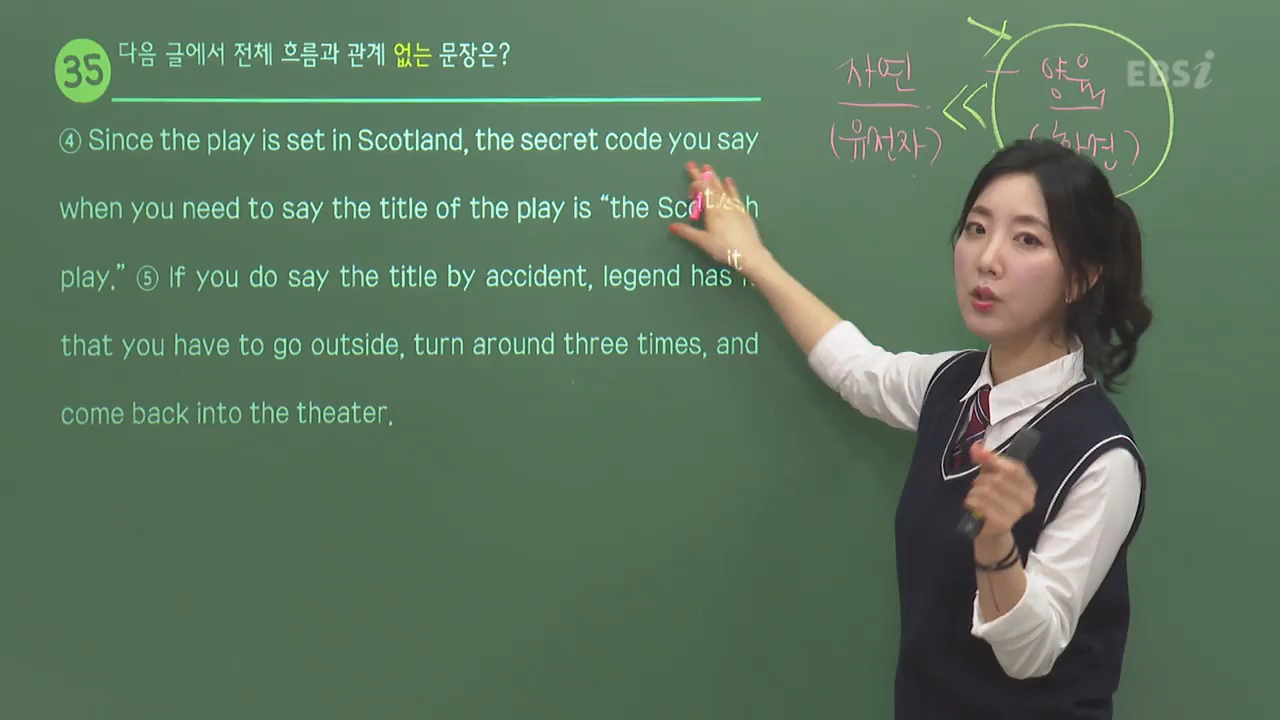 35 다음 글에서 전체 흐름과 관계 없는 문장은?
④ Since the play is set in Scotland, the secret code you say
when you need to say the title of the play is “the Scottish
play.” ⑤ If you do say the title by accident, legend has it
that you have to go outside, turn around three times, and
come back into the theater.
자연 - 양육
(유전자) <<
EBSi